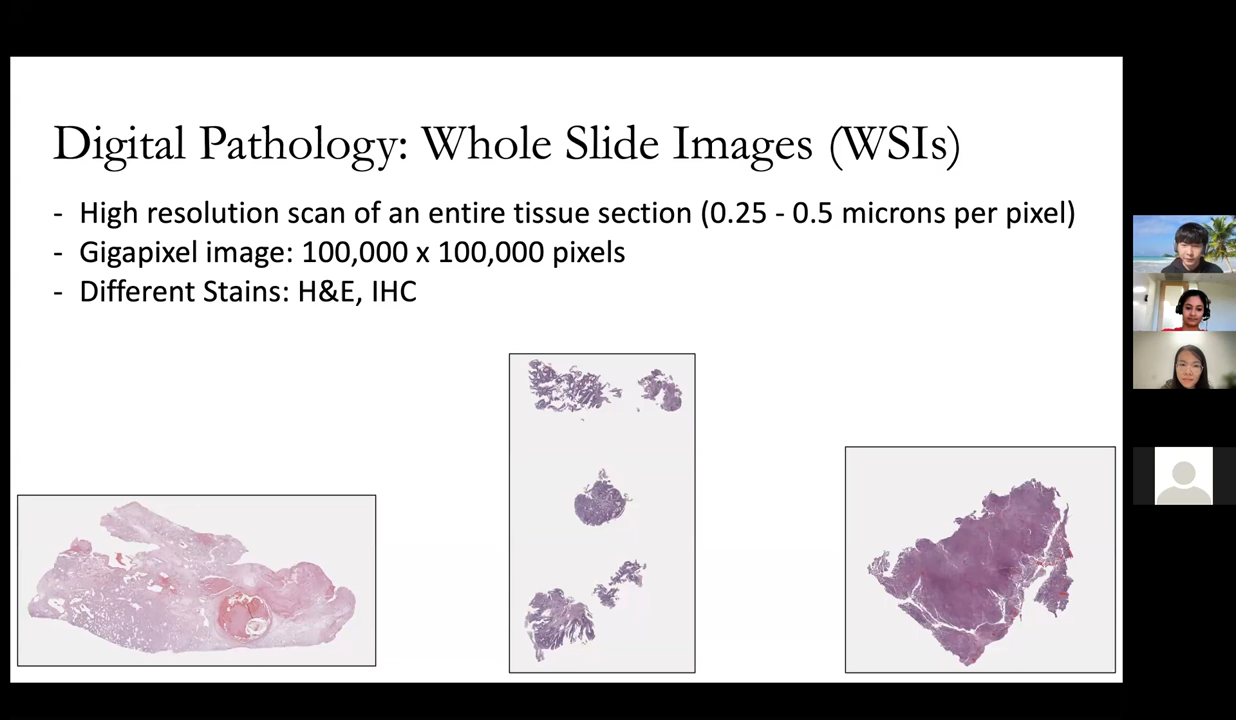 Digital Pathology: Whole Slide Images (WSIs)
- High resolution scan of an entire tissue section (0.25 - 0.5 microns per pixel)
- Gigapixel image: 100,000 x 100,000 pixels
- Different Stains: H&E, IHC